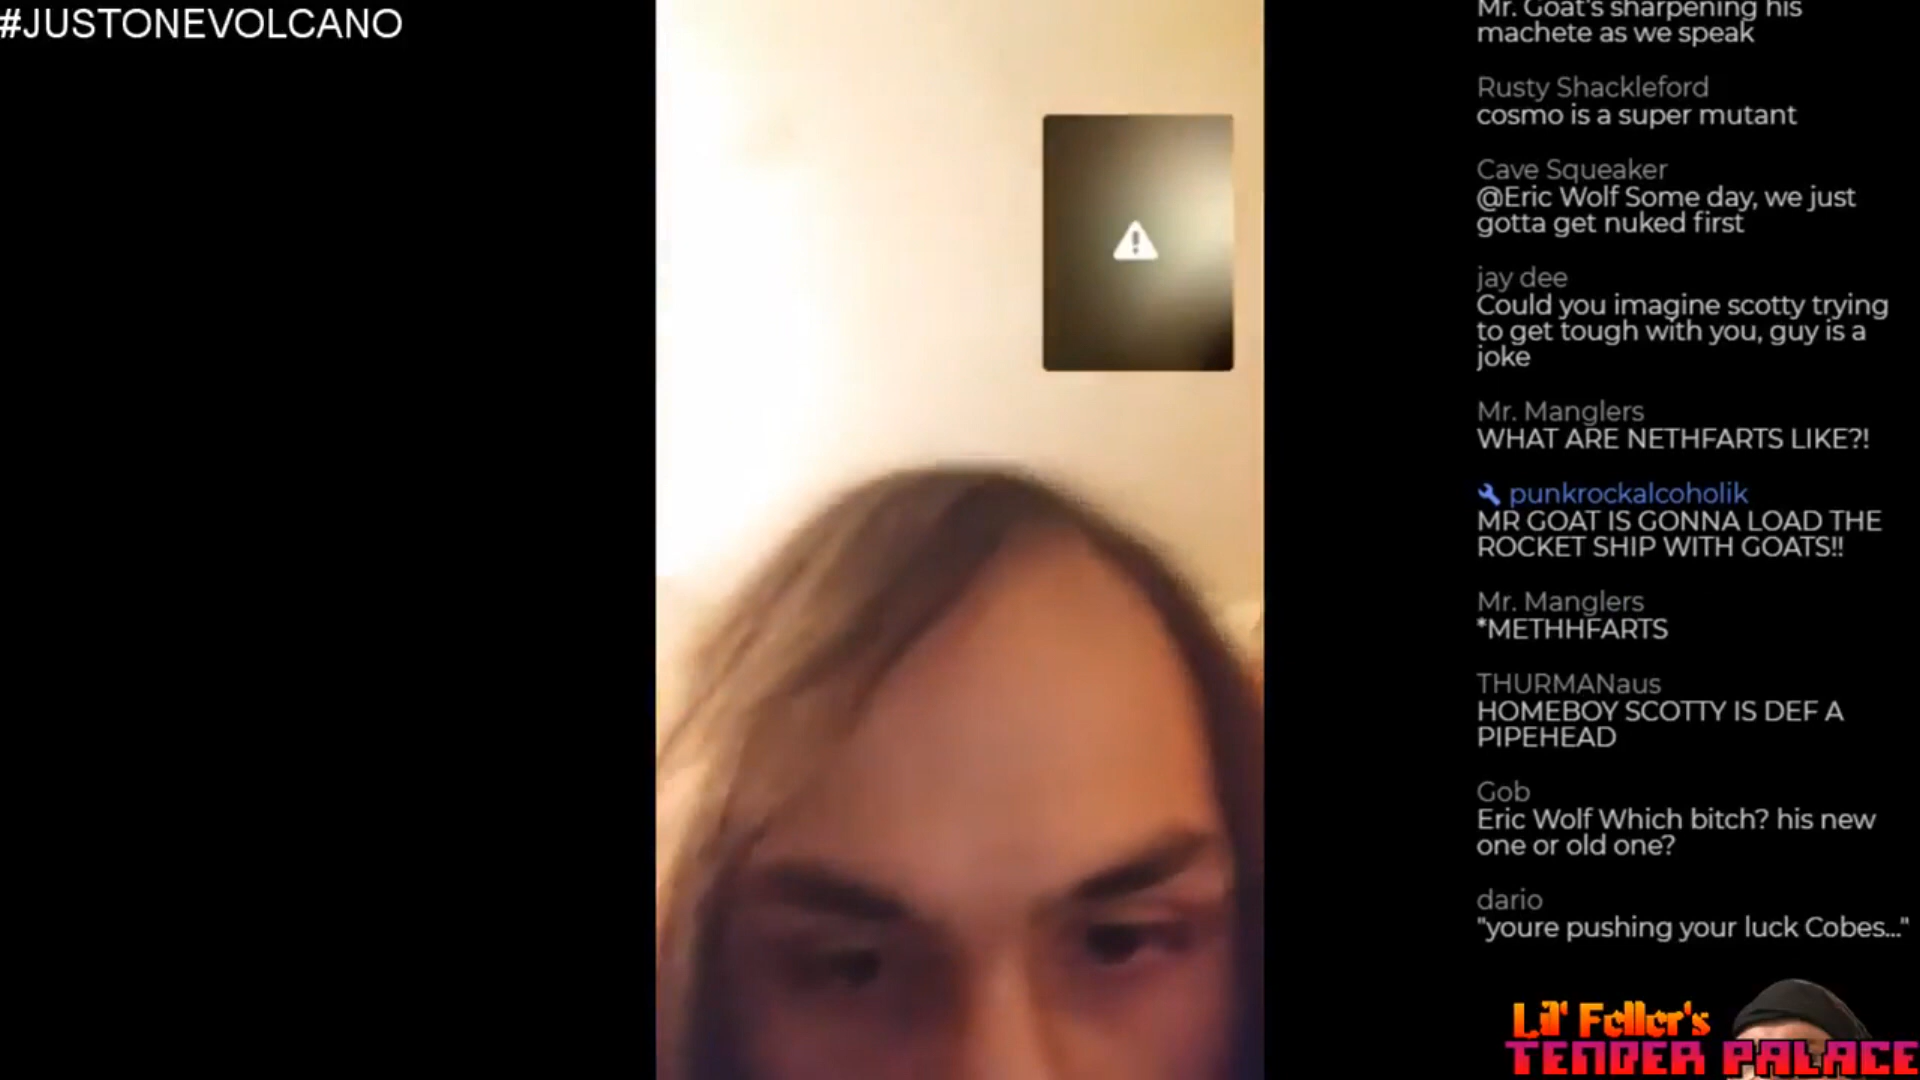 #JUSTONEVOLCANO
Mr. Goat's sharpening his
machete as we speak
Rusty Shackleford
cosmo is a super mutant
Cave Squeaker
@Eric Wolf Some day, we just
gotta get nuked first
jay dee
Could you imagine scotty trying
to get tough with you, guy is a
joke
Mr. Manglers
WHAT ARE NETHFARTS LIKE?!
punkrockalcoholik
MR GOAT IS GONNA LOAD THE
ROCKET SHIP WITH GOATS!!
Mr. Manglers
*METHHFARTS
THURMANaus
HOMEBOY SCOTTY IS DEF A
PIPEHEAD
Gob
Eric Wolf Which bitch? his new
one or old one?
dario
"youre pushing your luck Cobes..."
Lil' Feller's
TENDER PALACE